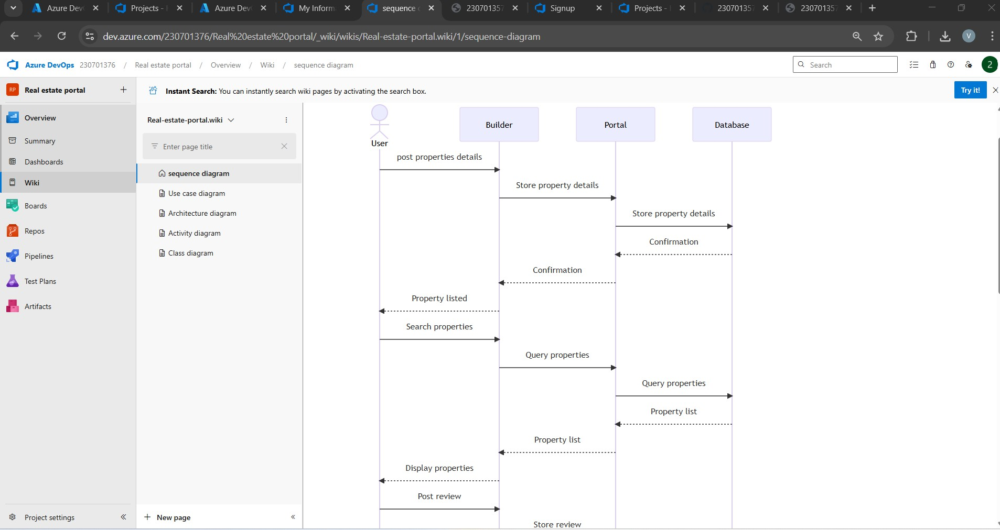 Azure Dev
Projects -
Azure Dev
My Inform
sequence
230701357
Signup
Projects -
230701357
230701357
dev.azure.com/230701376/Real%20estate%20portal/_wiki/wikis/Real-estate-portal.wiki/1/sequence-diagram
V
Azure DevOps 230701376 / Real estate portal / Overview / Wiki / sequence diagram
Search
2
RP Real estate portal
Instant Search: You can instantly search wiki pages by activating the search box.
Try it!
Overview
Summary
Dashboards
Wiki
Boards
Repos
Pipelines
Test Plans
Artifacts
Project settings
Real-estate-portal.wiki
Enter page title
sequence diagram
Use case diagram
Architecture diagram
Activity diagram
Class diagram
New page
User
Builder
Portal
Database
post properties details
Store property details
Store property details
Confirmation
Confirmation
Property listed
Search properties
Query properties
Query properties
Property list
Property list
Display properties
Post review
Store review